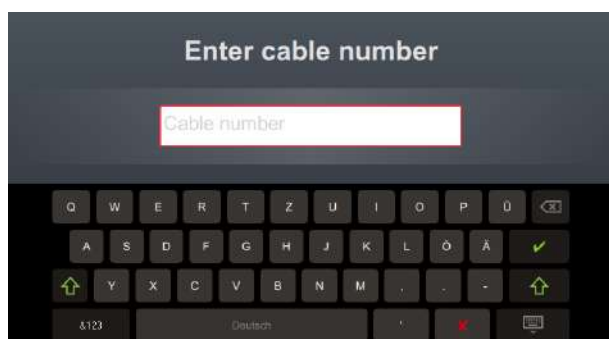 Enter cable number
Cable number
Q W E R T Z U I O P Ü
A S D F G H J K L Ö Ä
Y X C V B N M , . -
&123 Deutsch '